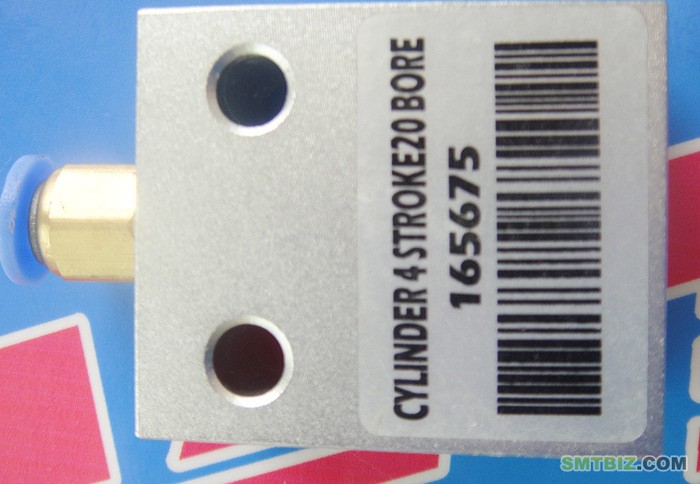 CYLINDER 4 STROKE20 BORE
165675
SMTBIZ.COM